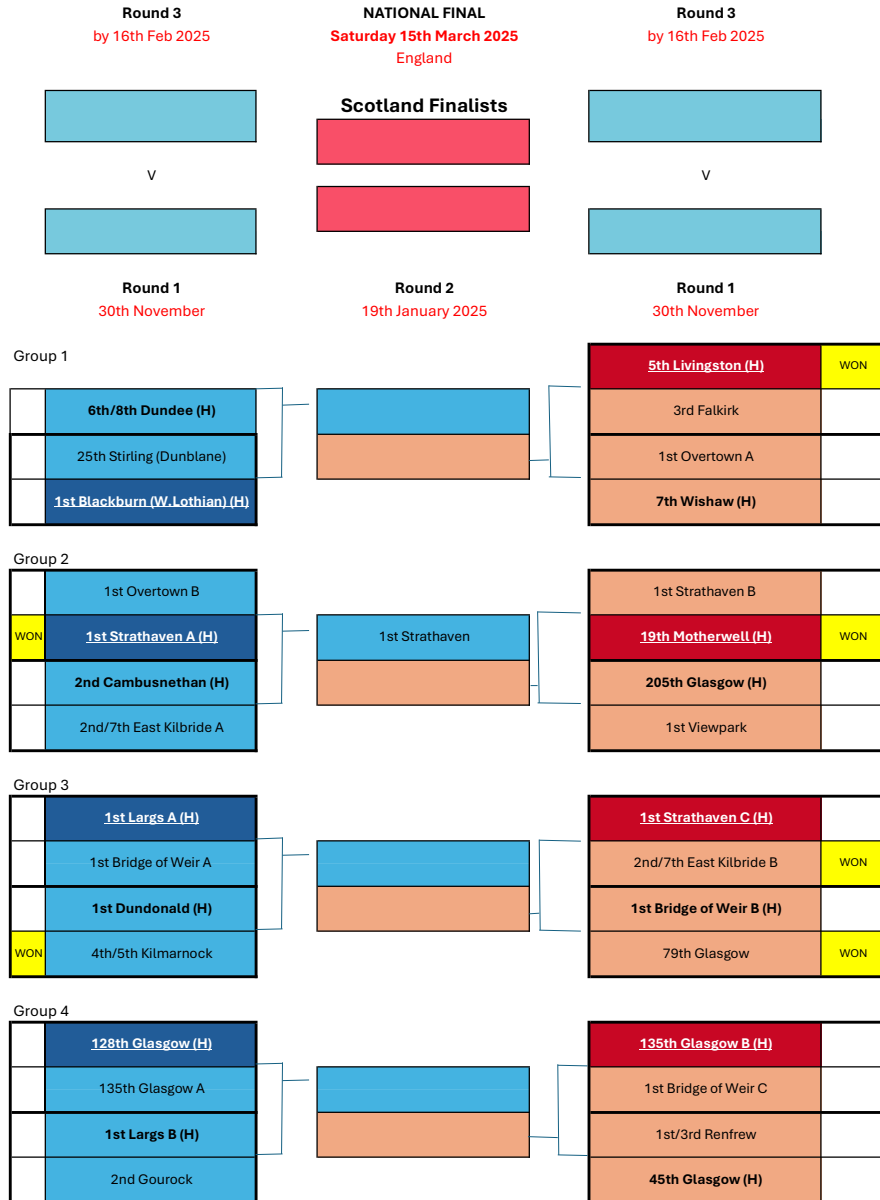 Round 3
NATIONAL FINAL
Round 3
by 16th Feb 2025
Saturday 15th March 2025
by 16th Feb 2025
England
Scotland Finalists
V
V
Round 1
Round 2
Round 1
30th November
19th January 2025
30th November
Group 1
5th Livingston (H)
WON
6th/8th Dundee (H)
3rd Falkirk
25th Stirling (Dunblane)
1st Overtown A
1st Blackburn (W.Lothian) (H)
7th Wishaw (H)
Group 2
1st Overtown B
1st Strathaven B
WON
1st Strathaven A (H)
1st Strathaven
19th Motherwell (H)
WON
2nd Cambusnethan (H)
205th Glasgow (H)
2nd/7th East Kilbride A
1st Viewpark
Group 3
1st Largs A (H)
1st Strathaven C (H)
1st Bridge of Weir A
2nd/7th East Kilbride B
WON
1st Dundonald (H)
1st Bridge of Weir B (H)
WON
4th/5th Kilmarnock
79th Glasgow
WON
Group 4
128th Glasgow (H)
135th Glasgow B (H)
135th Glasgow A
1st Bridge of Weir C
1st Largs B (H)
1st/3rd Renfrew
2nd Gourock
45th Glasgow (H)